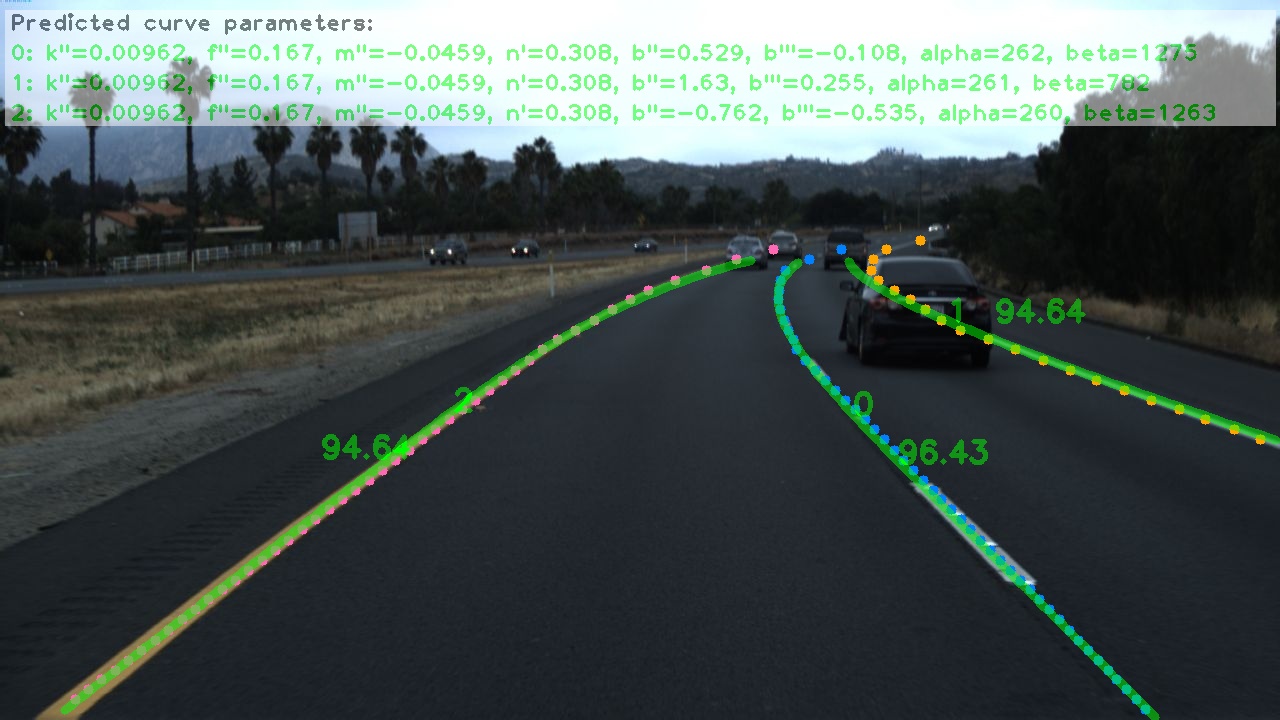 Predicted curve parameters:
0: k''=0.00962, f''=0.167, m''=-0.0459, n'=0.308, b''=0.529, b'''=-0.108, alpha=262, beta=1275
1: k''=0.00962, f''=0.167, m''=-0.0459, n'=0.308, b''=1.63, b'''=0.255, alpha=261, beta=782
2: k''=0.00962, f''=0.167, m''=-0.0459, n'=0.308, b''=-0.762, b'''=-0.535, alpha=260, beta=1263
1 94.64
2
0
94.64
96.43